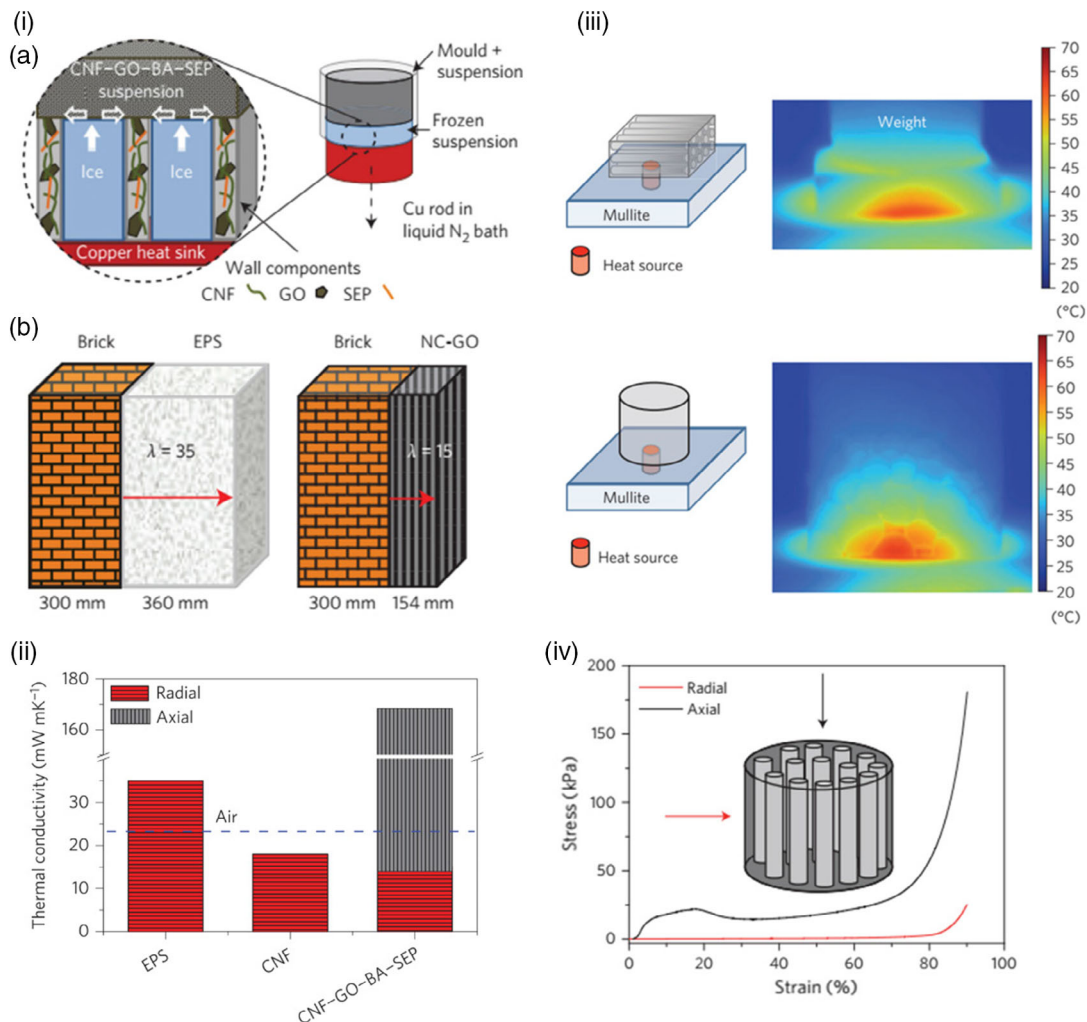 (i)
(a)
CNF-GO-BA-SEP
suspension
Ice
Ice
Copper heat sink
Mould +
suspension
Frozen
suspension
Cu rod in
liquid N2 bath
Wall components
CNF GO SEP
(b)
Brick
EPS
λ = 35
300 mm
360 mm
Brick
NC-GO
λ = 15
300 mm
154 mm
(ii)
Thermal conductivity (mW mK⁻¹)
180
160
30
20
10
0
Radial
Axial
Air
EPS
CNF
CNF-GO-BA-SEP
(iii)
Mullite
Heat source
Weight
70
65
60
55
50
45
40
35
30
25
20
(°C)
Mullite
Heat source
70
65
60
55
50
45
40
35
30
25
20
(°C)
(iv)
Stress (kPa)
200
150
100
50
0
Radial
Axial
0 20 40 60 80 100
Strain (%)